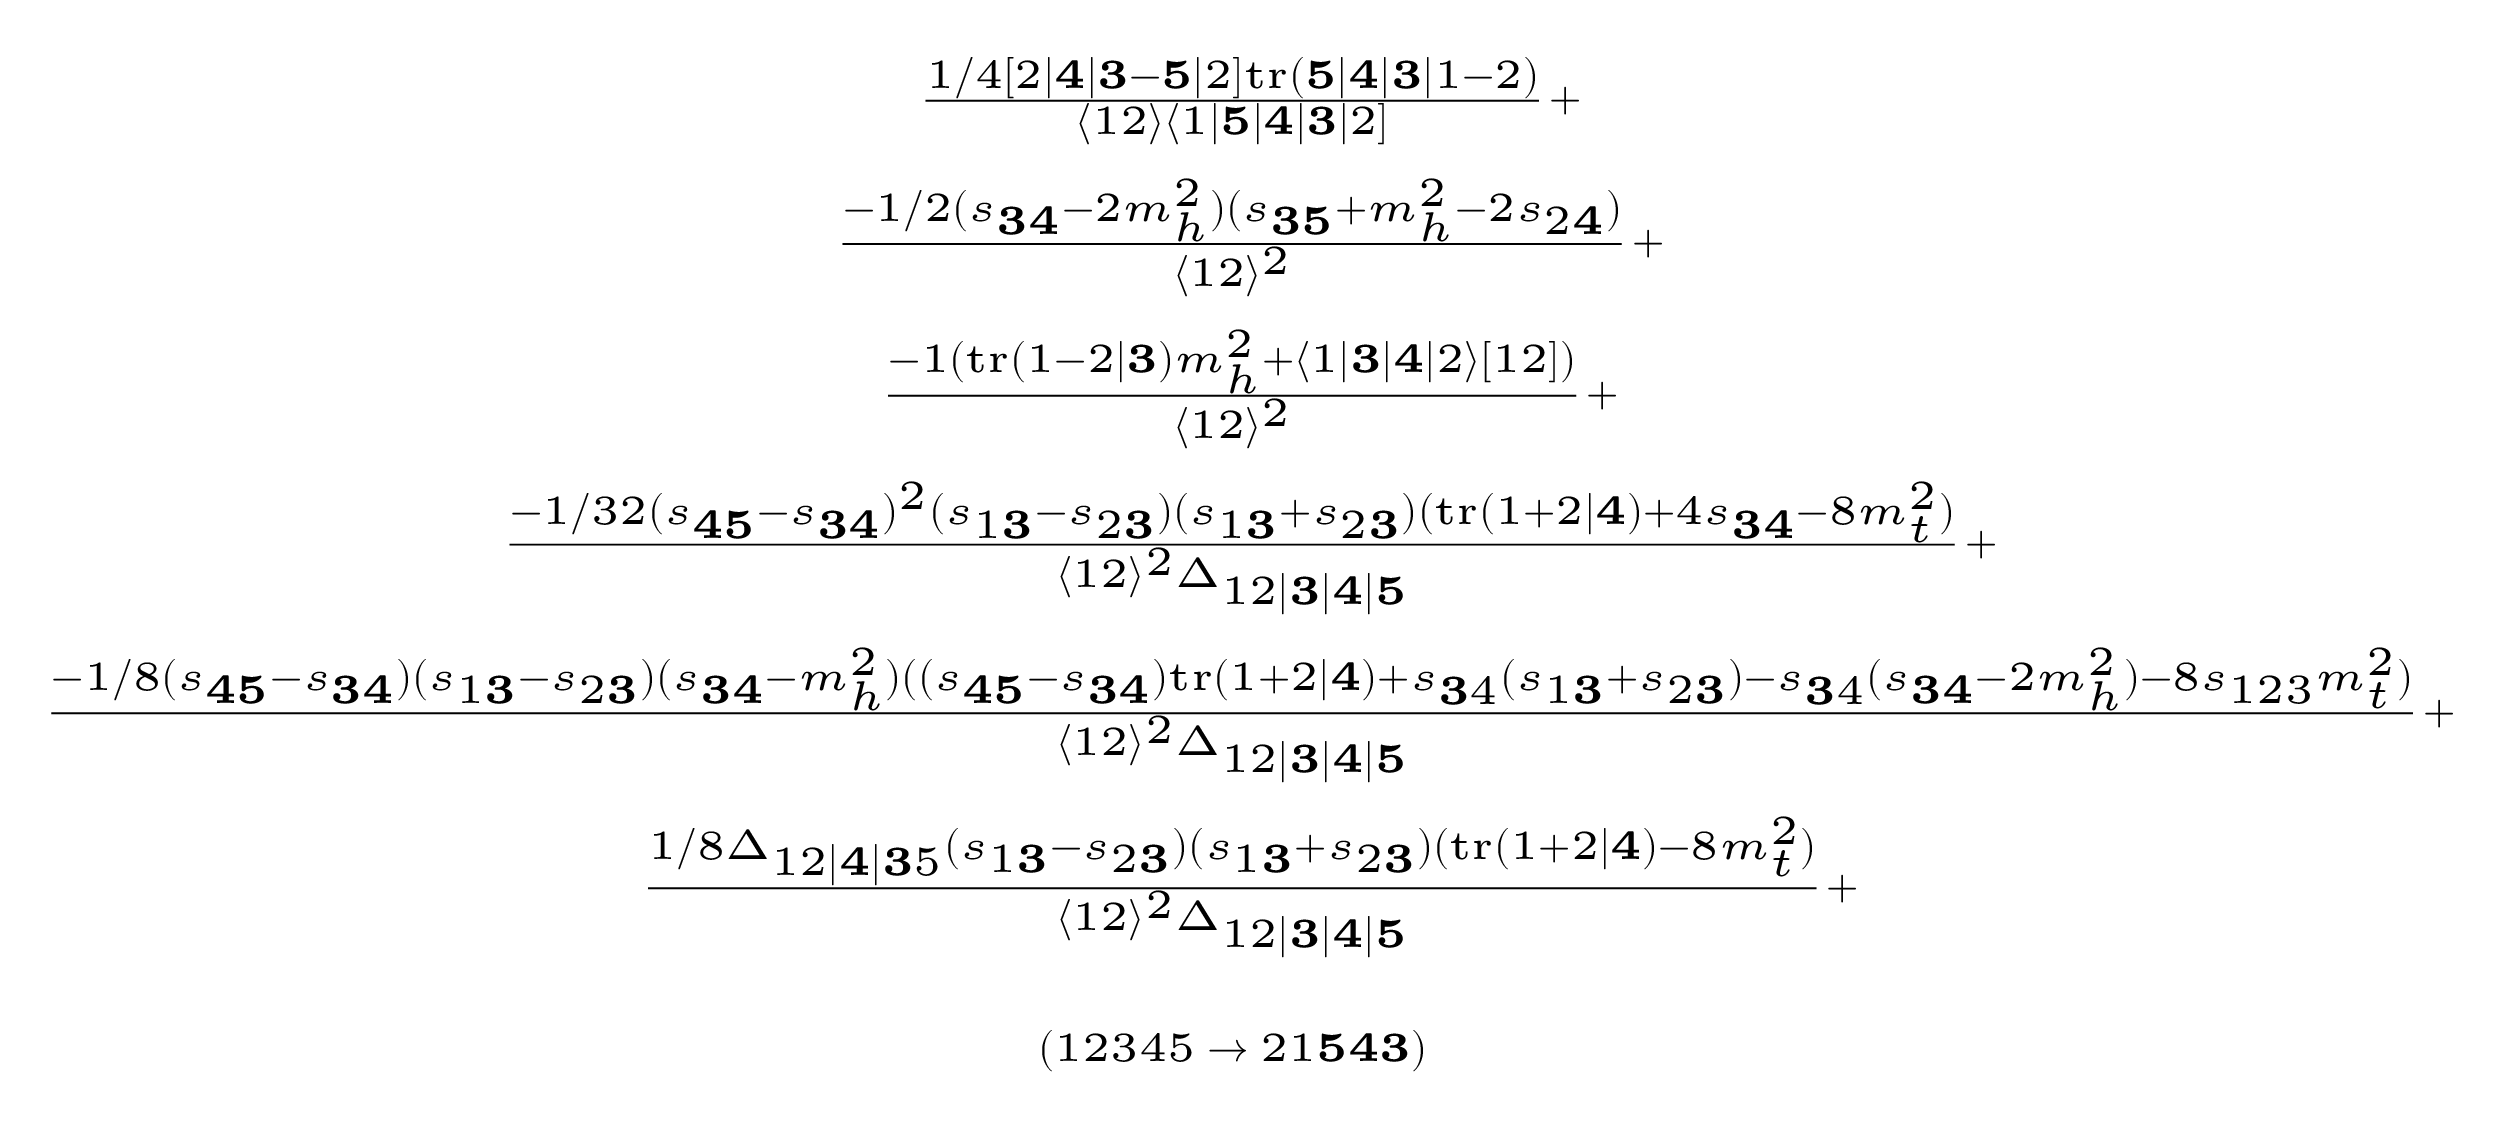 \frac{1/4[2|\mathbf{4}|\mathbf{3}-\mathbf{5}|2]\mathrm{tr}(\mathbf{5}|\mathbf{4}|\mathbf{3}|1-2)}{\langle 12\rangle\langle 1|\mathbf{5}|\mathbf{4}|\mathbf{3}|2]}+
\frac{-1/2(s_{\mathbf{34}}-2m_h^2)(s_{\mathbf{35}}+m_h^2-2s_{2\mathbf{4}})}{\langle 12\rangle^2}+
\frac{-1(\mathrm{tr}(1-2|\mathbf{3})m_h^2+\langle 1|\mathbf{3}|\mathbf{4}|2\rangle[12])}{\langle 12\rangle^2}+
\frac{-1/32(s_{\mathbf{45}}-s_{\mathbf{34}})^2(s_{1\mathbf{3}}-s_{2\mathbf{3}})(s_{1\mathbf{3}}+s_{2\mathbf{3}})(\mathrm{tr}(1+2|\mathbf{4})+4s_{\mathbf{34}}-8m_t^2)}{\langle 12\rangle^2\Delta_{12|\mathbf{3}|\mathbf{4}|\mathbf{5}}}+
\frac{-1/8(s_{\mathbf{45}}-s_{\mathbf{34}})(s_{1\mathbf{3}}-s_{2\mathbf{3}})(s_{\mathbf{34}}-m_h^2)((s_{\mathbf{45}}-s_{\mathbf{34}})\mathrm{tr}(1+2|\mathbf{4})+s_{\mathbf{3}4}(s_{1\mathbf{3}}+s_{2\mathbf{3}})-s_{\mathbf{3}4}(s_{\mathbf{34}}-2m_h^2)-8s_{123}m_t^2)}{\langle 12\rangle^2\Delta_{12|\mathbf{3}|\mathbf{4}|\mathbf{5}}}+
\frac{1/8\Delta_{12|\mathbf{4}|\mathbf{3}5}(s_{1\mathbf{3}}-s_{2\mathbf{3}})(s_{1\mathbf{3}}+s_{2\mathbf{3}})(\mathrm{tr}(1+2|\mathbf{4})-8m_t^2)}{\langle 12\rangle^2\Delta_{12|\mathbf{3}|\mathbf{4}|\mathbf{5}}}+
(12345\to 21\mathbf{543})